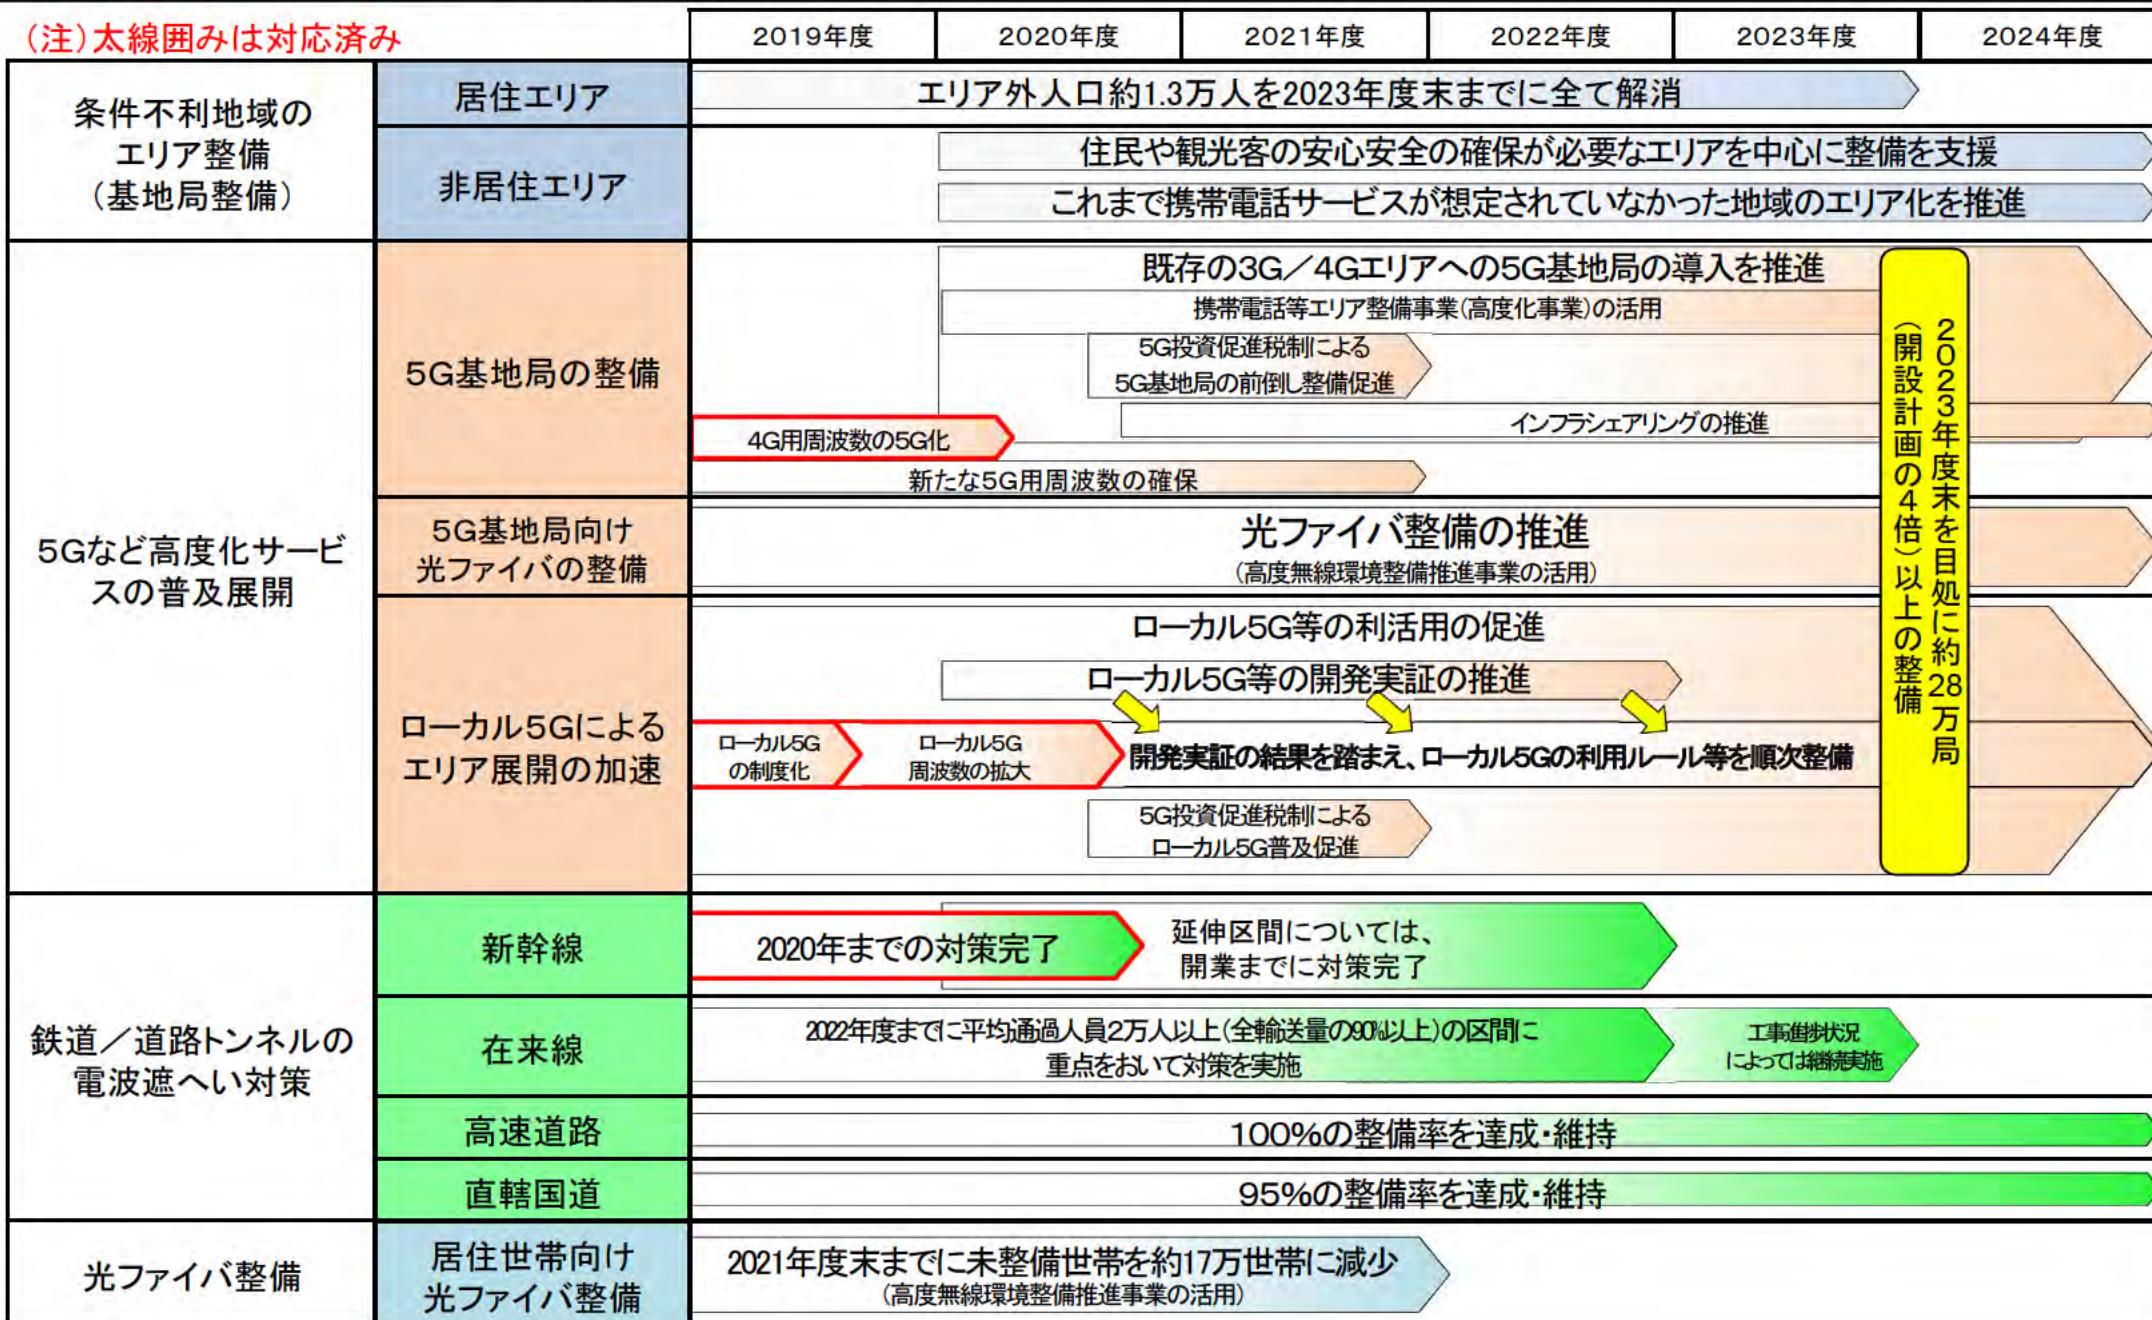 (注)太線囲みは対応済み
2019年度
2020年度
2021年度
2022年度
2023年度
2024年度
条件不利地域の
エリア整備
(基地局整備)
居住エリア
エリア外人口約1.3万人を2023年度末までに全て解消
非居住エリア
住民や観光客の安心安全の確保が必要なエリアを中心に整備を支援
これまで携帯電話サービスが想定されていなかった地域のエリア化を推進
5Gなど高度化サービ
スの普及展開
5G基地局の整備
既存の3G/4Gエリアへの5G基地局の導入を推進
携帯電話等エリア整備事業(高度化事業)の活用
5G投資促進税制による
5G基地局の前倒し整備促進
インフラシェアリングの推進
4G用周波数の5G化
新たな5G用周波数の確保
2023年度末を目処に約28万局
(開設計画の4倍)以上の整備
5G基地局向け
光ファイバの整備
光ファイバ整備の推進
(高度無線環境整備推進事業の活用)
ローカル5Gによる
エリア展開の加速
ローカル5G等の利活用の促進
ローカル5G等の開発実証の推進
ローカル5G
の制度化
ローカル5G
周波数の拡大
開発実証の結果を踏まえ、ローカル5Gの利用ルール等を順次整備
5G投資促進税制による
ローカル5G普及促進
鉄道/道路トンネルの
電波遮へい対策
新幹線
2020年までの対策完了
延伸区間については、
開業までに対策完了
在来線
2022年度までに平均通過人員2万人以上(全輸送量の90%以上)の区間に
重点をおいて対策を実施
工事進捗状況
によっては継続実施
高速道路
100%の整備率を達成・維持
直轄国道
95%の整備率を達成・維持
光ファイバ整備
居住世帯向け
光ファイバ整備
2021年度末までに未整備世帯を約17万世帯に減少
(高度無線環境整備推進事業の活用)